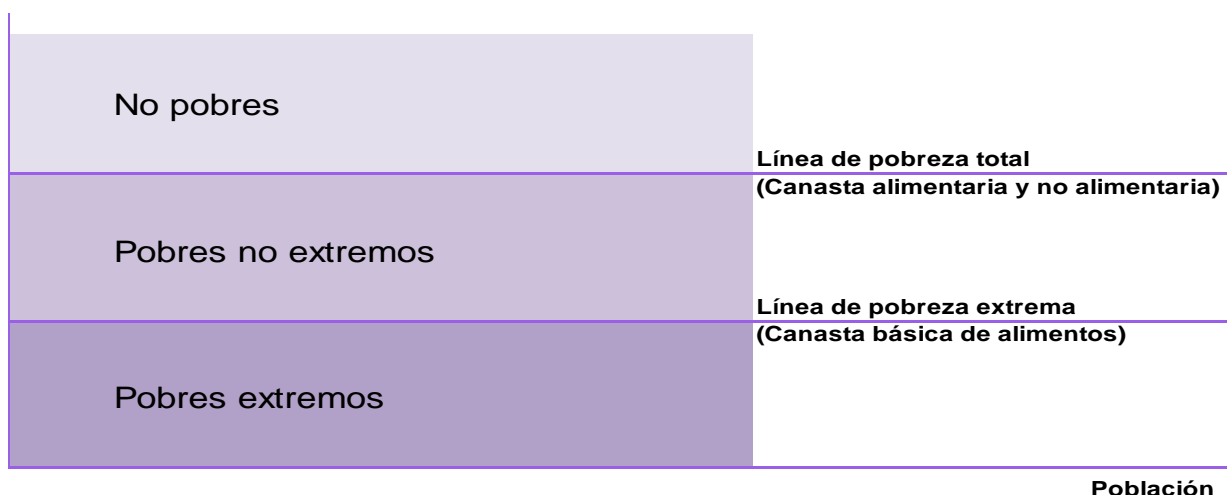 No pobres
Línea de pobreza total
(Canasta alimentaria y no alimentaria)
Pobres no extremos
Línea de pobreza extrema
(Canasta básica de alimentos)
Pobres extremos
Población